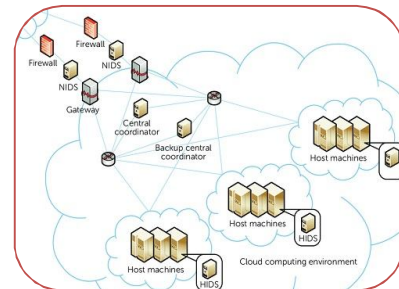 Firewall
Firewall
NIDS
NIDS
Gateway
Central
coordinator
Backup central
coordinator
Host machines
Host machines
HIDS
Host machines
HIDS
Cloud computing environment